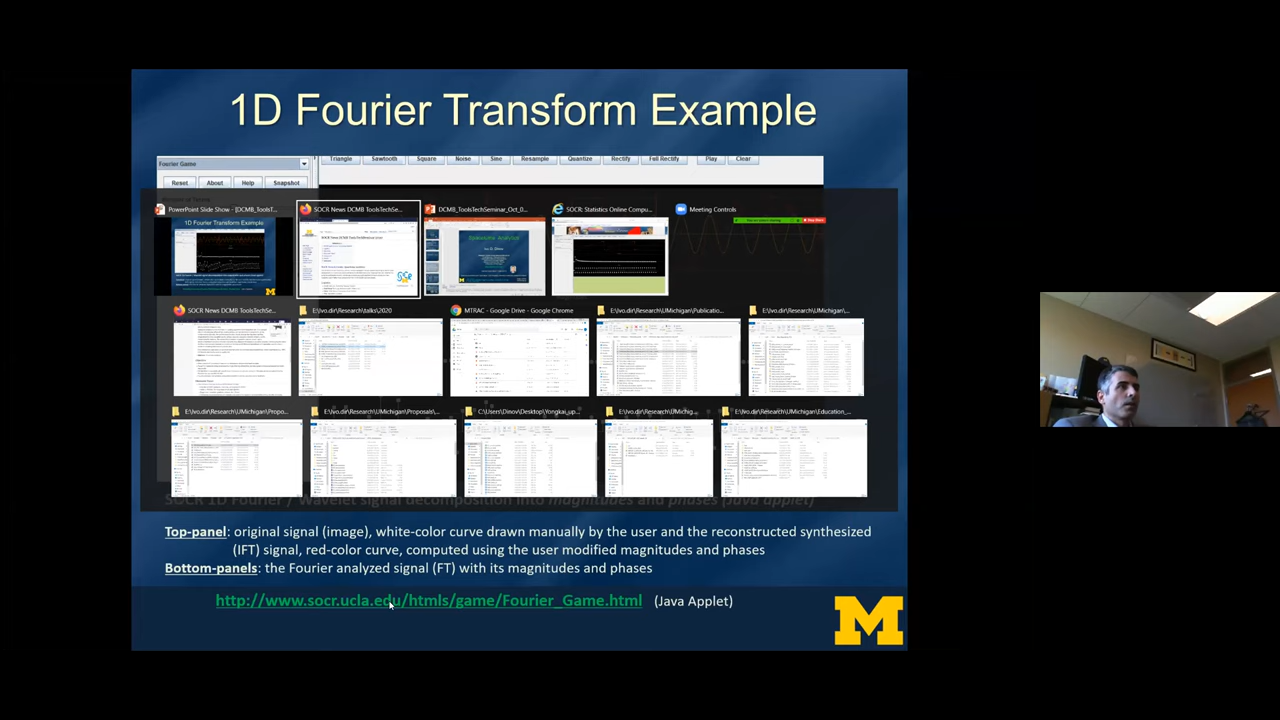 1D Fourier Transform Example
Fourier Game
Triangle Sawtooth Square Noise Sine Resample Quantize Rectify Full Rectify Play Clear
Reset About Help Snapshot
PowerPoint Slide Show - [DCMB_ToolsT...
SOCR News DCMB ToolsTechSe...
DCMB_ToolsTechSeminar_Oct_0...
SOCR: Statistics Online Compu...
Meeting Controls
1D Fourier Transform Example
SOCR News DCMB ToolsTechSe...
E:\Ivo.dir\Research\talks\2020
MTRAC - Google Drive - Google Chrome
E:\Ivo.dir\Research\UMichigan\Publicatio...
E:\Ivo.dir\Research\UMichigan\...
E:\Ivo.dir\Research\UMichigan\Propo...
E:\Ivo.dir\Research\UMichigan\Proposals\...
C:\Users\Dinov\Desktop\Yongkai_up...
E:\Ivo.dir\Research\UMichig...
E:\Ivo.dir\Research\UMichigan\Education_...
SOCR 1D Fourier / Wavelet signal decomposition into magnitudes and phases (Java applet)
Top-panel: original signal (image), white-color curve drawn manually by the user and the reconstructed synthesized
(IFT) signal, red-color curve, computed using the user modified magnitudes and phases
Bottom-panels: the Fourier analyzed signal (FT) with its magnitudes and phases
http://www.socr.ucla.edu/htmls/game/Fourier_Game.html (Java Applet)
M